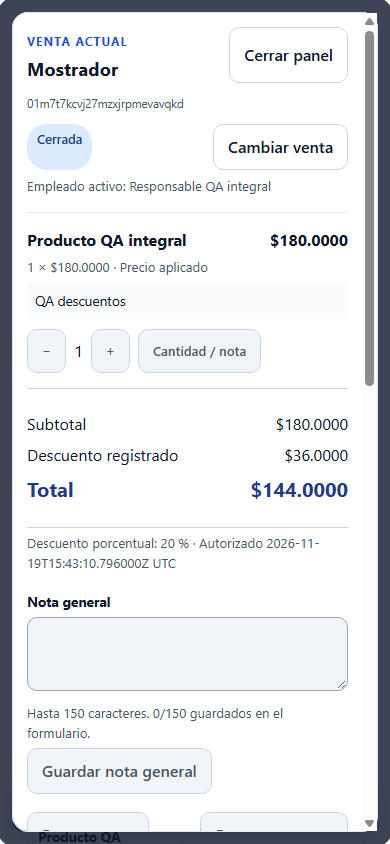 VENTA ACTUAL
Mostrador
Cerrar panel
01m7t7kcvj27mzxjrpmevavqkd
Cerrada
Cambiar venta
Empleado activo: Responsable QA integral
Producto QA integral $180.0000
1 × $180.0000 · Precio aplicado
QA descuentos
− 1 + Cantidad / nota
Subtotal $180.0000
Descuento registrado $36.0000
Total $144.0000
Descuento porcentual: 20 % · Autorizado 2026-11-
19T15:43:10.796000Z UTC
Nota general
Hasta 150 caracteres. 0/150 guardados en el
formulario.
Guardar nota general
Producto QA